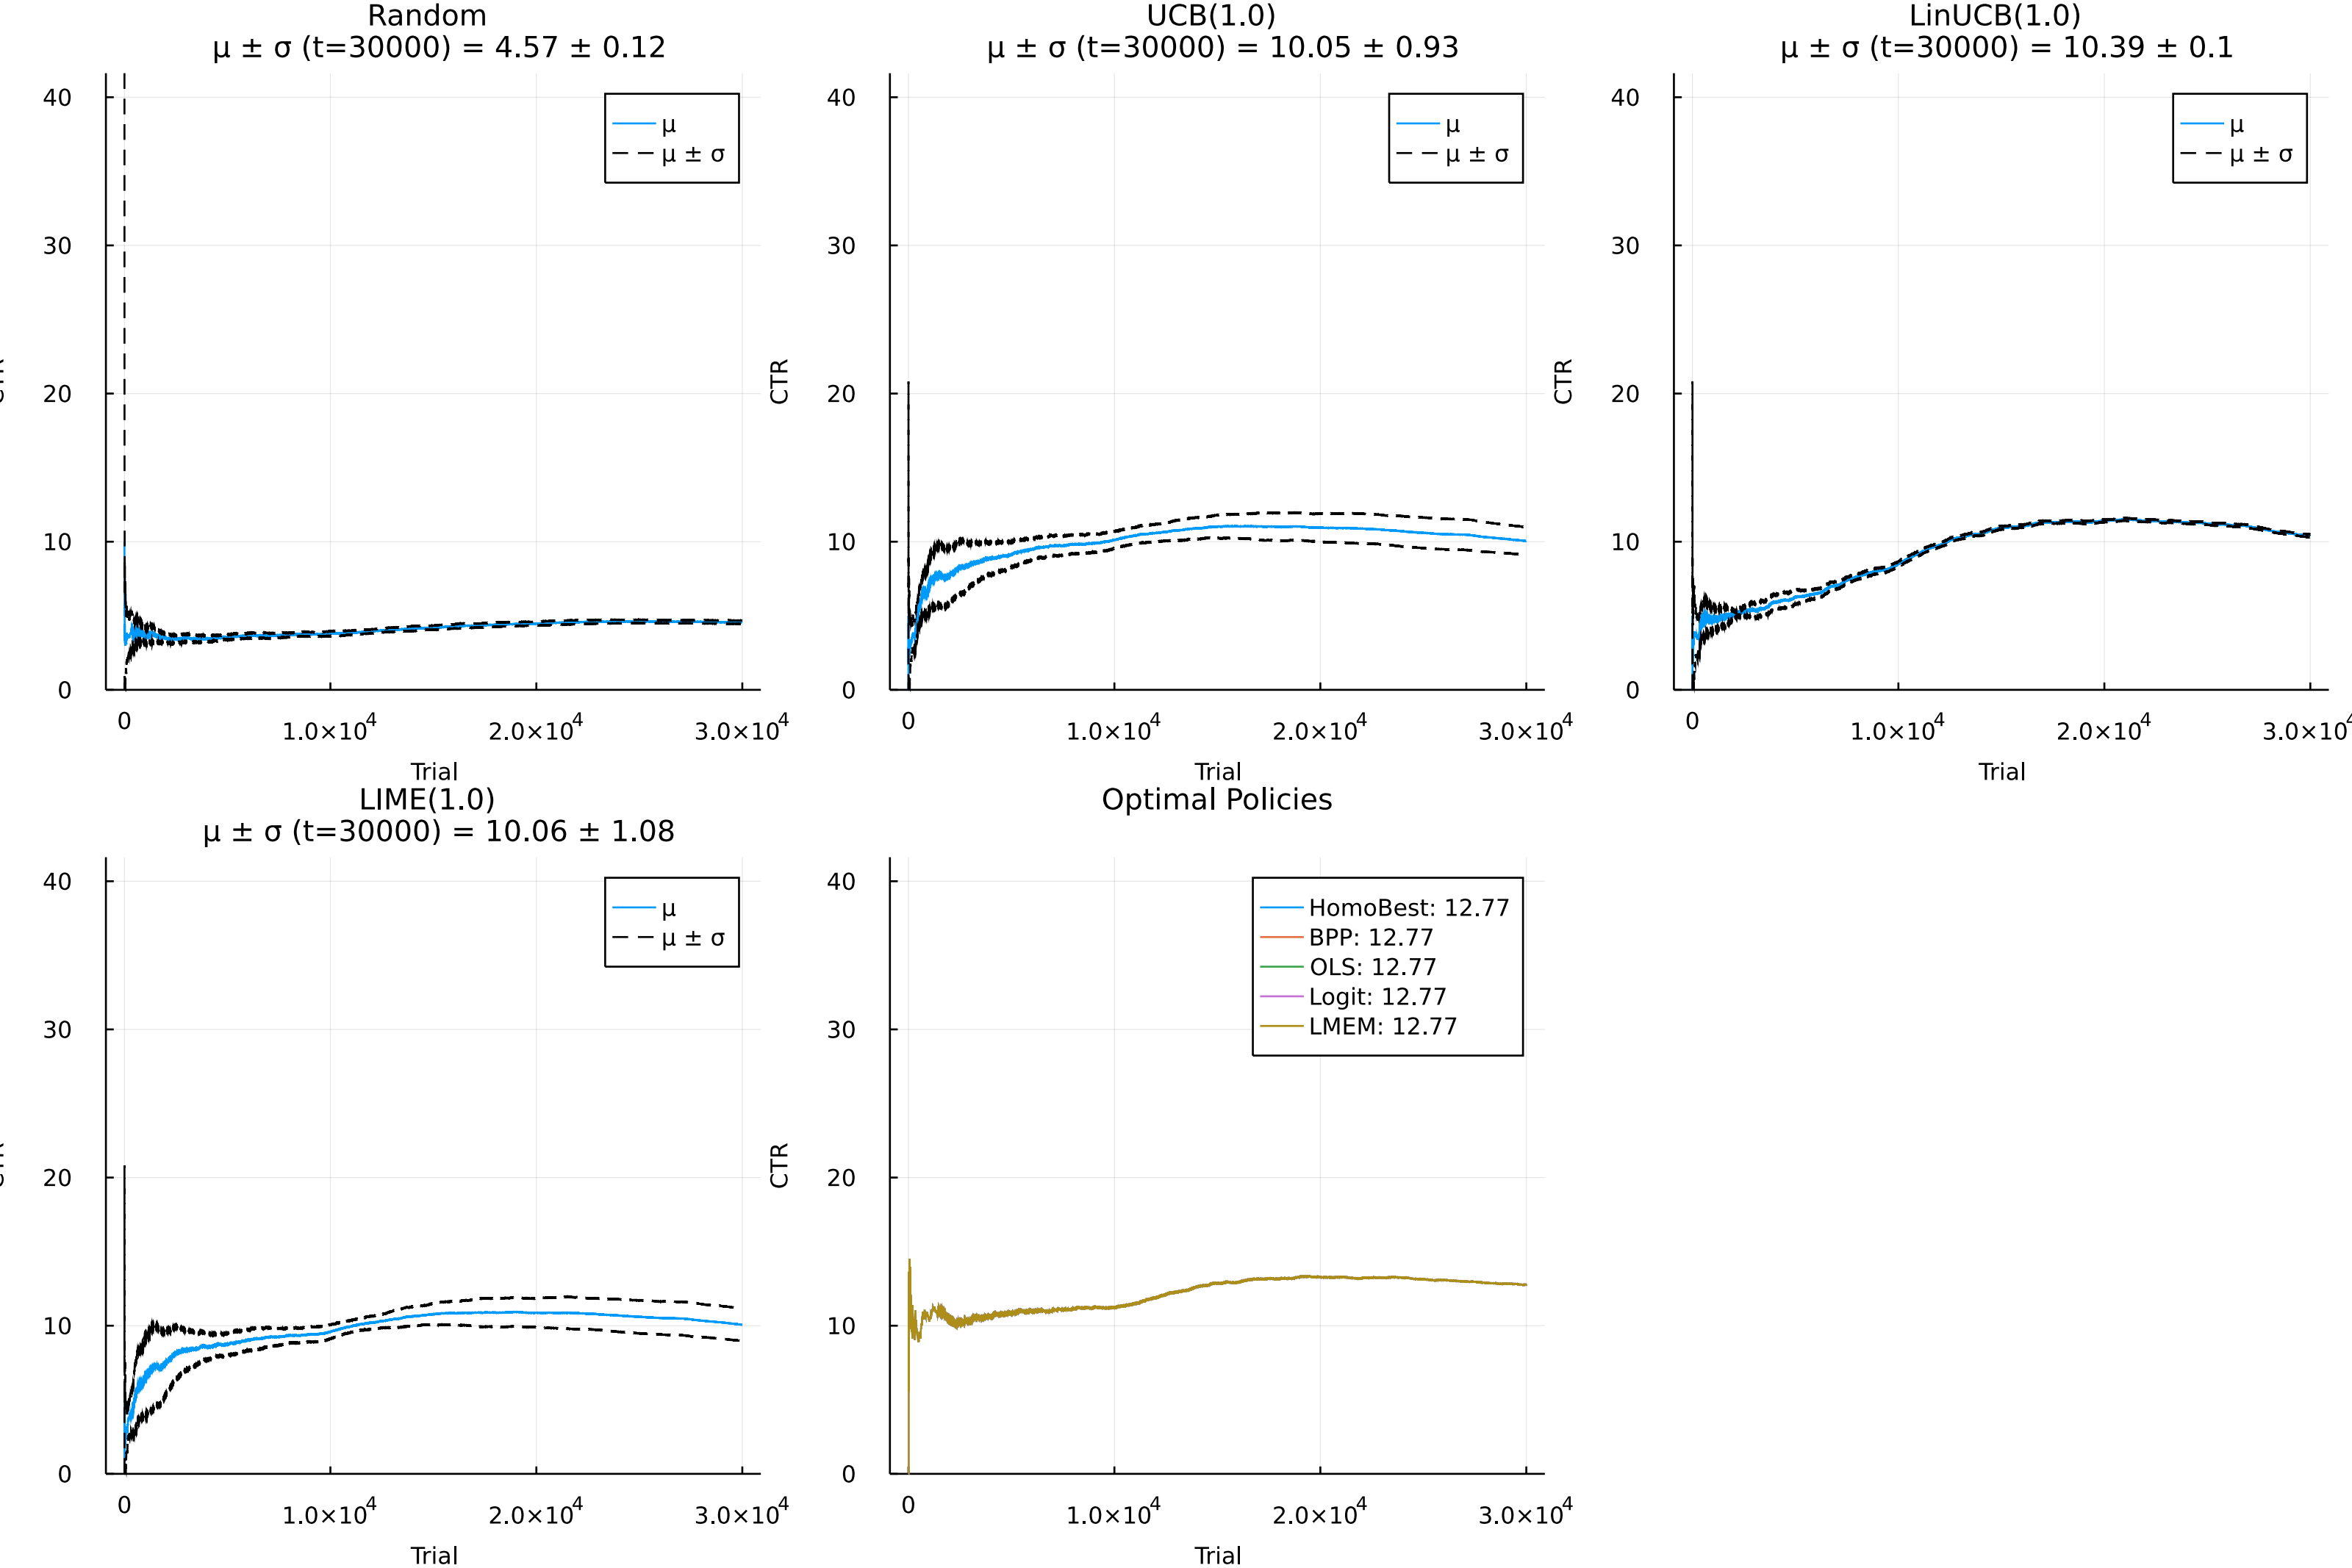 Random
μ ± σ (t=30000) = 4.57 ± 0.12
40
30
20
10
0
CTR
μ
μ ± σ
0
1.0×10⁴
2.0×10⁴
3.0×10⁴
Trial
UCB(1.0)
μ ± σ (t=30000) = 10.05 ± 0.93
40
30
20
10
0
CTR
μ
μ ± σ
0
1.0×10⁴
2.0×10⁴
3.0×10⁴
Trial
LinUCB(1.0)
μ ± σ (t=30000) = 10.39 ± 0.1
40
30
20
10
0
CTR
μ
μ ± σ
0
1.0×10⁴
2.0×10⁴
3.0×10⁴
Trial
LIME(1.0)
μ ± σ (t=30000) = 10.06 ± 1.08
40
30
20
10
0
CTR
μ
μ ± σ
0
1.0×10⁴
2.0×10⁴
3.0×10⁴
Trial
Optimal Policies
40
30
20
10
0
CTR
HomoBest: 12.77
BPP: 12.77
OLS: 12.77
Logit: 12.77
LMEM: 12.77
0
1.0×10⁴
2.0×10⁴
3.0×10⁴
Trial